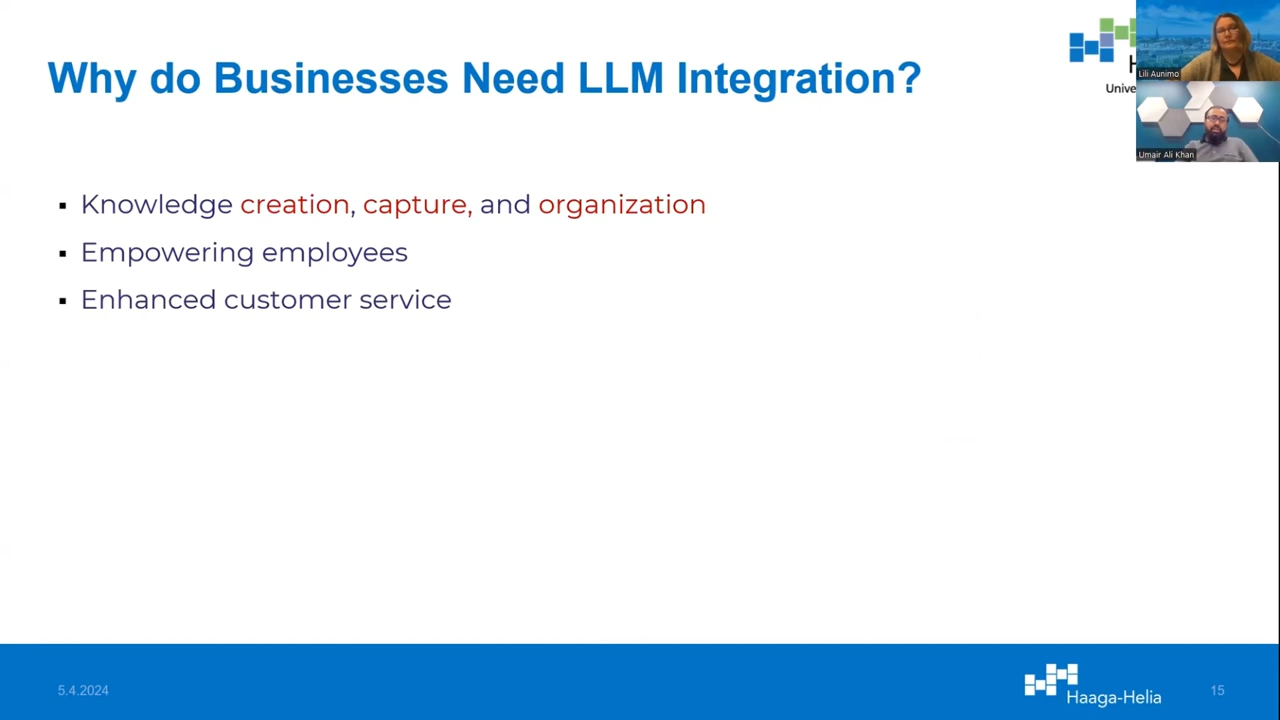 Why do Businesses Need LLM Integration?
Lili Aunimo
Umair Ali Khan
▪ Knowledge creation, capture, and organization
▪ Empowering employees
▪ Enhanced customer service
5.4.2024
Haaga-Helia
15